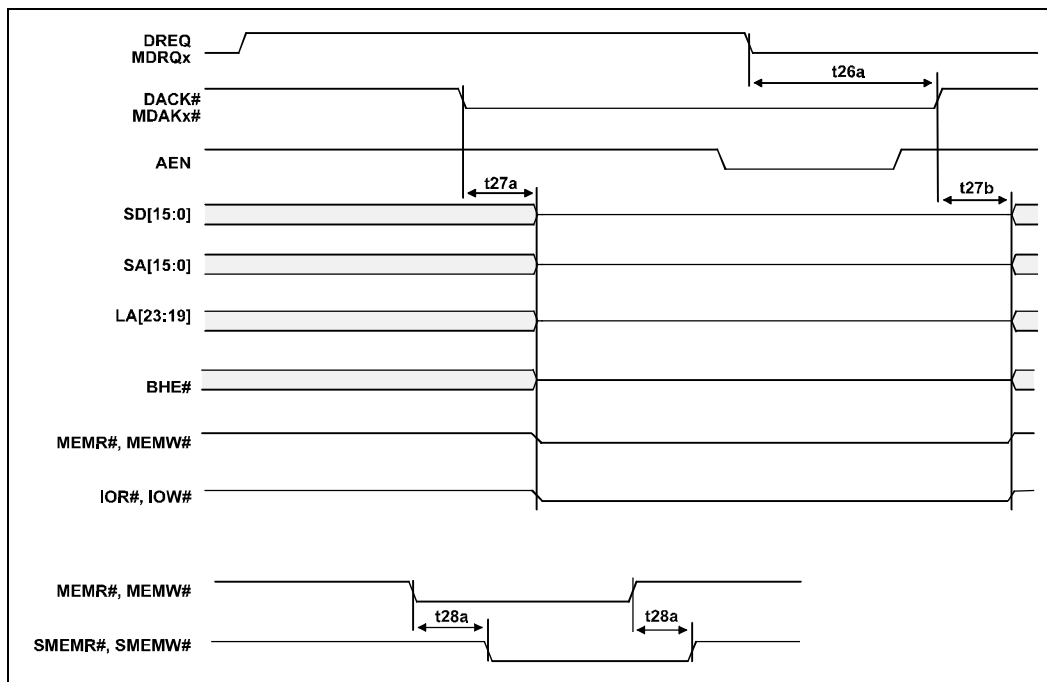 DREQ
MDRQx
t26a
DACK#
MDAKx#
AEN
t27a
t27b
SD[15:0]
SA[15:0]
LA[23:19]
BHE#
MEMR#, MEMW#
IOR#, IOW#
MEMR#, MEMW#
t28a
t28a
SMEMR#, SMEMW#